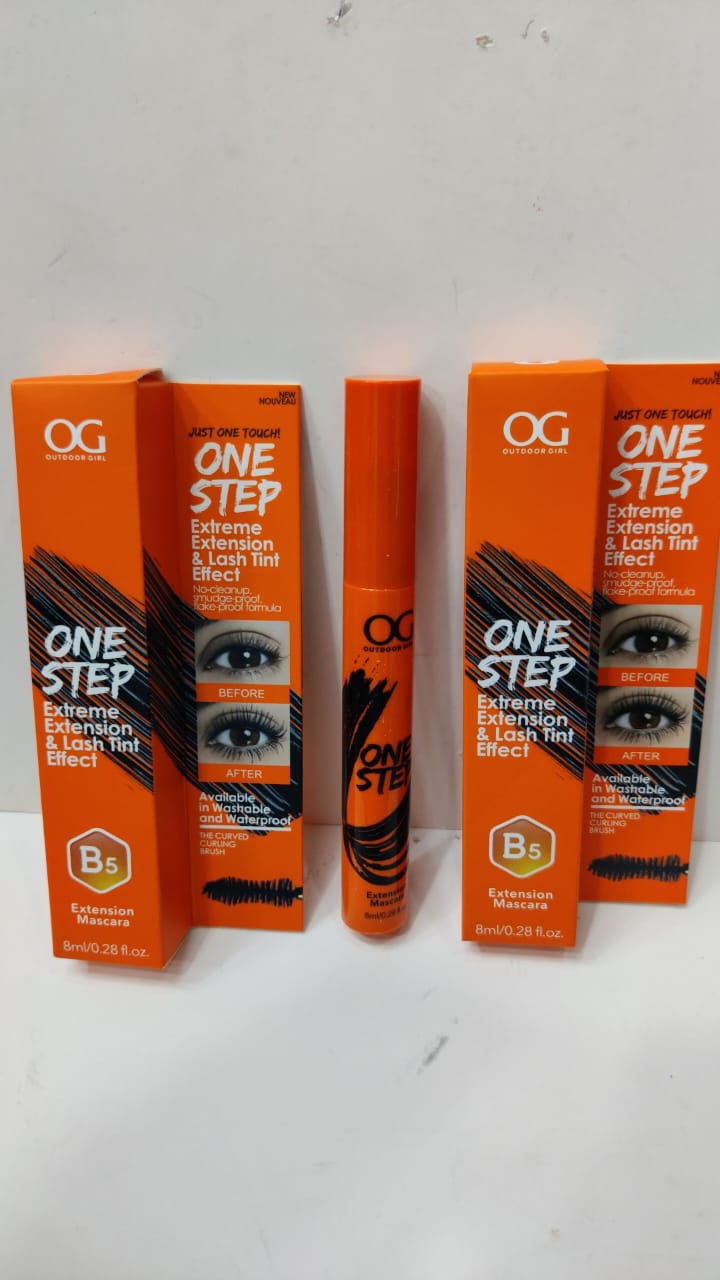 OG
OUTDOOR GIRL
ONE
STEP
Extreme
Extension
& Lash Tint
Effect
B5
Extension
Mascara
8ml/0.28 fl.oz.
NEW
NOUVEAU
JUST ONE TOUCH!
ONE
STEP
Extreme
Extension
& Lash Tint
Effect
No-cleanup,
smudge-proof,
flake-proof formula
BEFORE
AFTER
Available
in Washable
and Waterproof
THE CURVED
CURLING
BRUSH
OG
OUTDOOR GIRL
ONE
STEP
Extension
Mascara
8ml/0.28 fl.oz.
OG
OUTDOOR GIRL
ONE
STEP
Extreme
Extension
& Lash Tint
Effect
B5
Extension
Mascara
8ml/0.28 fl.oz.
JUST ONE TOUCH!
ONE
STEP
Extreme
Extension
& Lash Tint
Effect
No-cleanup,
smudge-proof,
flake-proof formula
BEFORE
AFTER
Available
in Washable
and Waterproof
THE CURVED
CURLING
BRUSH